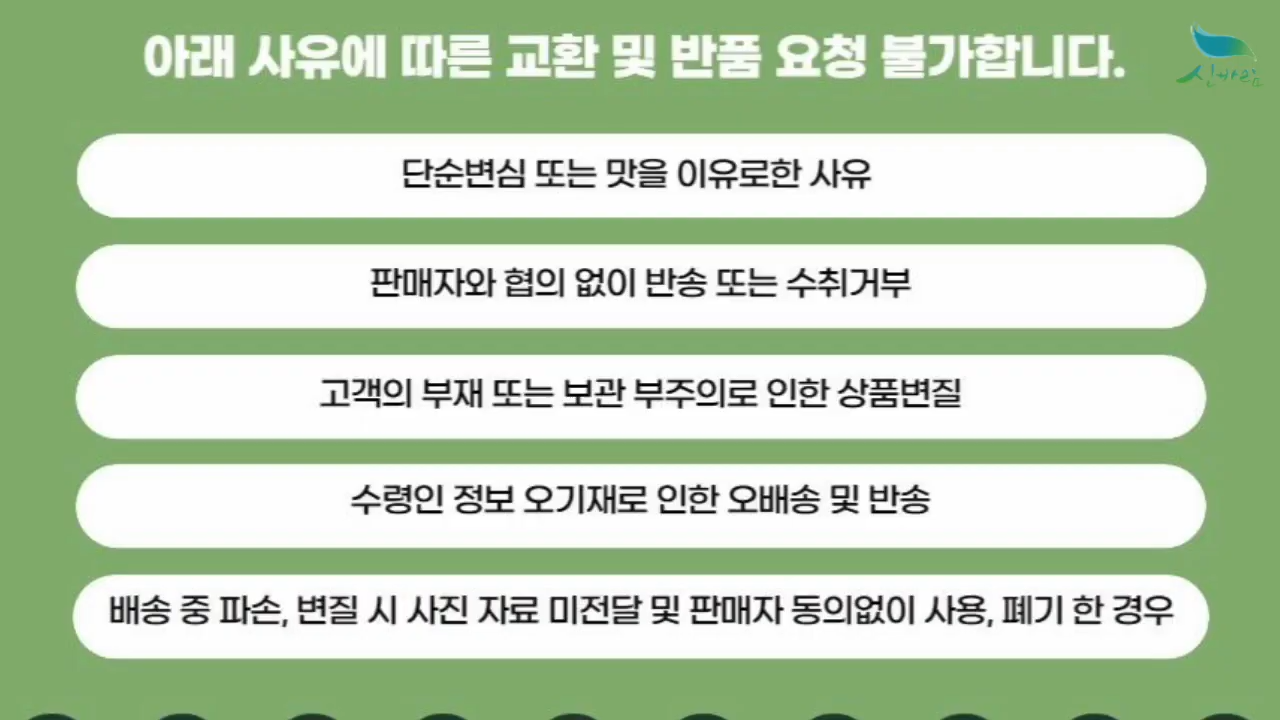 아래 사유에 따른 교환 및 반품 요청 불가합니다.
신바람
단순변심 또는 맛을 이유로한 사유
판매자와 협의 없이 반송 또는 수취거부
고객의 부재 또는 보관 부주의로 인한 상품변질
수령인 정보 오기재로 인한 오배송 및 반송
배송 중 파손, 변질 시 사진 자료 미전달 및 판매자 동의없이 사용, 폐기 한 경우